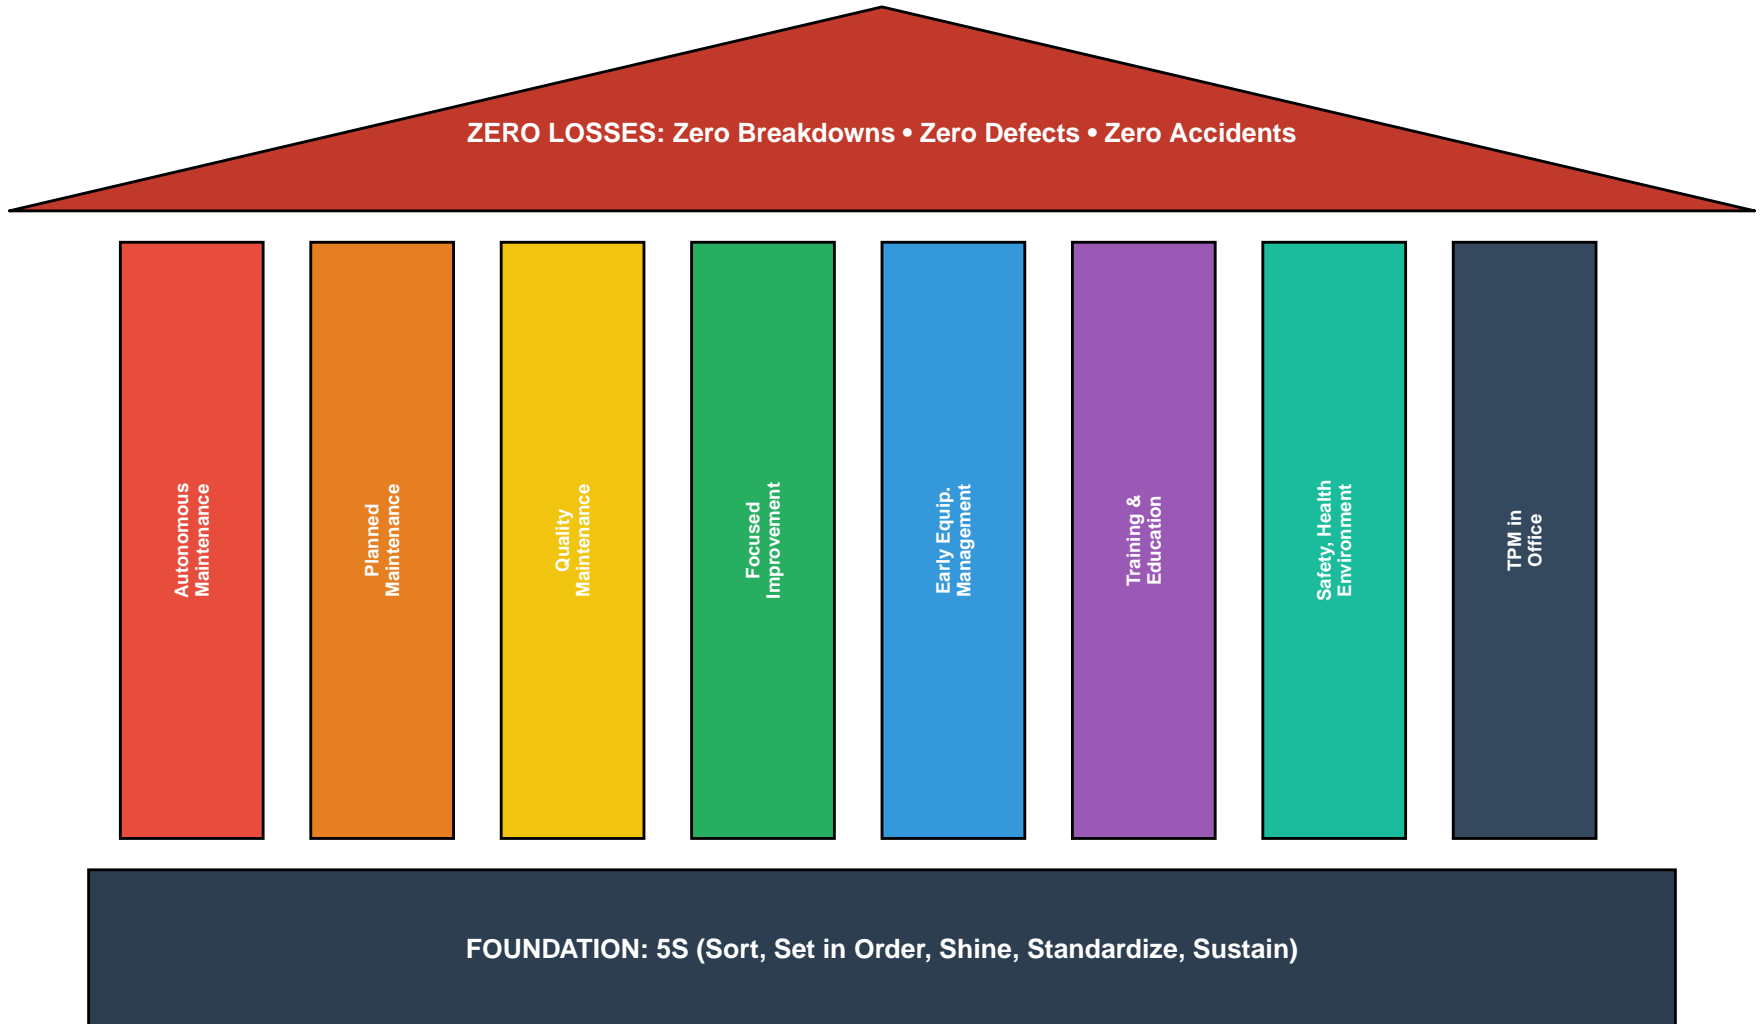 ZERO LOSSES: Zero Breakdowns • Zero Defects • Zero Accidents
Autonomous
Maintenance
Planned
Maintenance
Quality
Maintenance
Focused
Improvement
Early Equip.
Management
Training &
Education
Safety, Health
Environment
TPM in
Office
FOUNDATION: 5S (Sort, Set in Order, Shine, Standardize, Sustain)